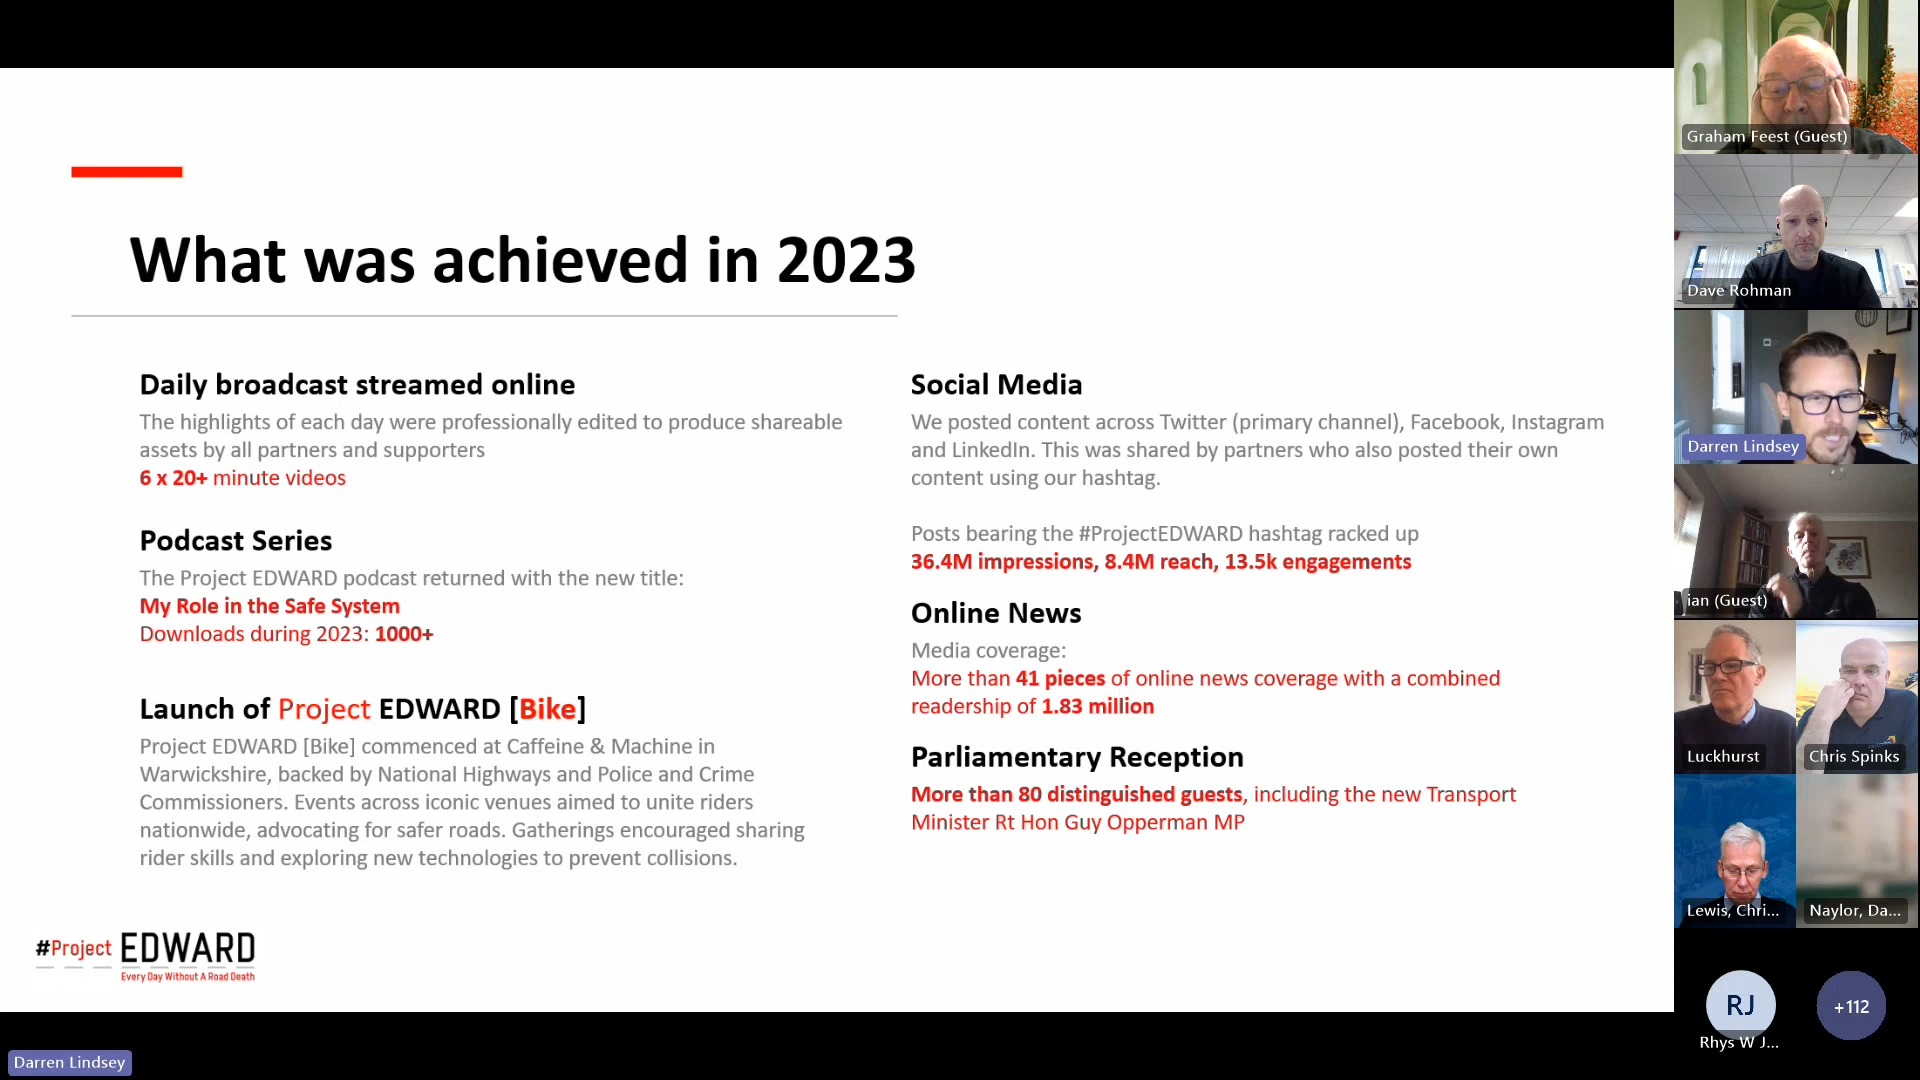 What was achieved in 2023
Daily broadcast streamed online
The highlights of each day were professionally edited to produce shareable
assets by all partners and supporters
6 x 20+ minute videos
Podcast Series
The Project EDWARD podcast returned with the new title:
My Role in the Safe System
Downloads during 2023: 1000+
Launch of Project EDWARD [Bike]
Project EDWARD [Bike] commenced at Caffeine & Machine in
Warwickshire, backed by National Highways and Police and Crime
Commissioners. Events across iconic venues aimed to unite riders
nationwide, advocating for safer roads. Gatherings encouraged sharing
rider skills and exploring new technologies to prevent collisions.
Social Media
We posted content across Twitter (primary channel), Facebook, Instagram
and LinkedIn. This was shared by partners who also posted their own
content using our hashtag.
Posts bearing the #ProjectEDWARD hashtag racked up
36.4M impressions, 8.4M reach, 13.5k engagements
Online News
Media coverage:
More than 41 pieces of online news coverage with a combined
readership of 1.83 million
Parliamentary Reception
More than 80 distinguished guests, including the new Transport
Minister Rt Hon Guy Opperman MP
#Project EDWARD
Every Day Without A Road Death
Darren Lindsey
Graham Feest (Guest)
Dave Rohman
Darren Lindsey
ian (Guest)
Luckhurst
Chris Spinks
Lewis, Chri...
Naylor, Da...
RJ
+112
Rhys W J...